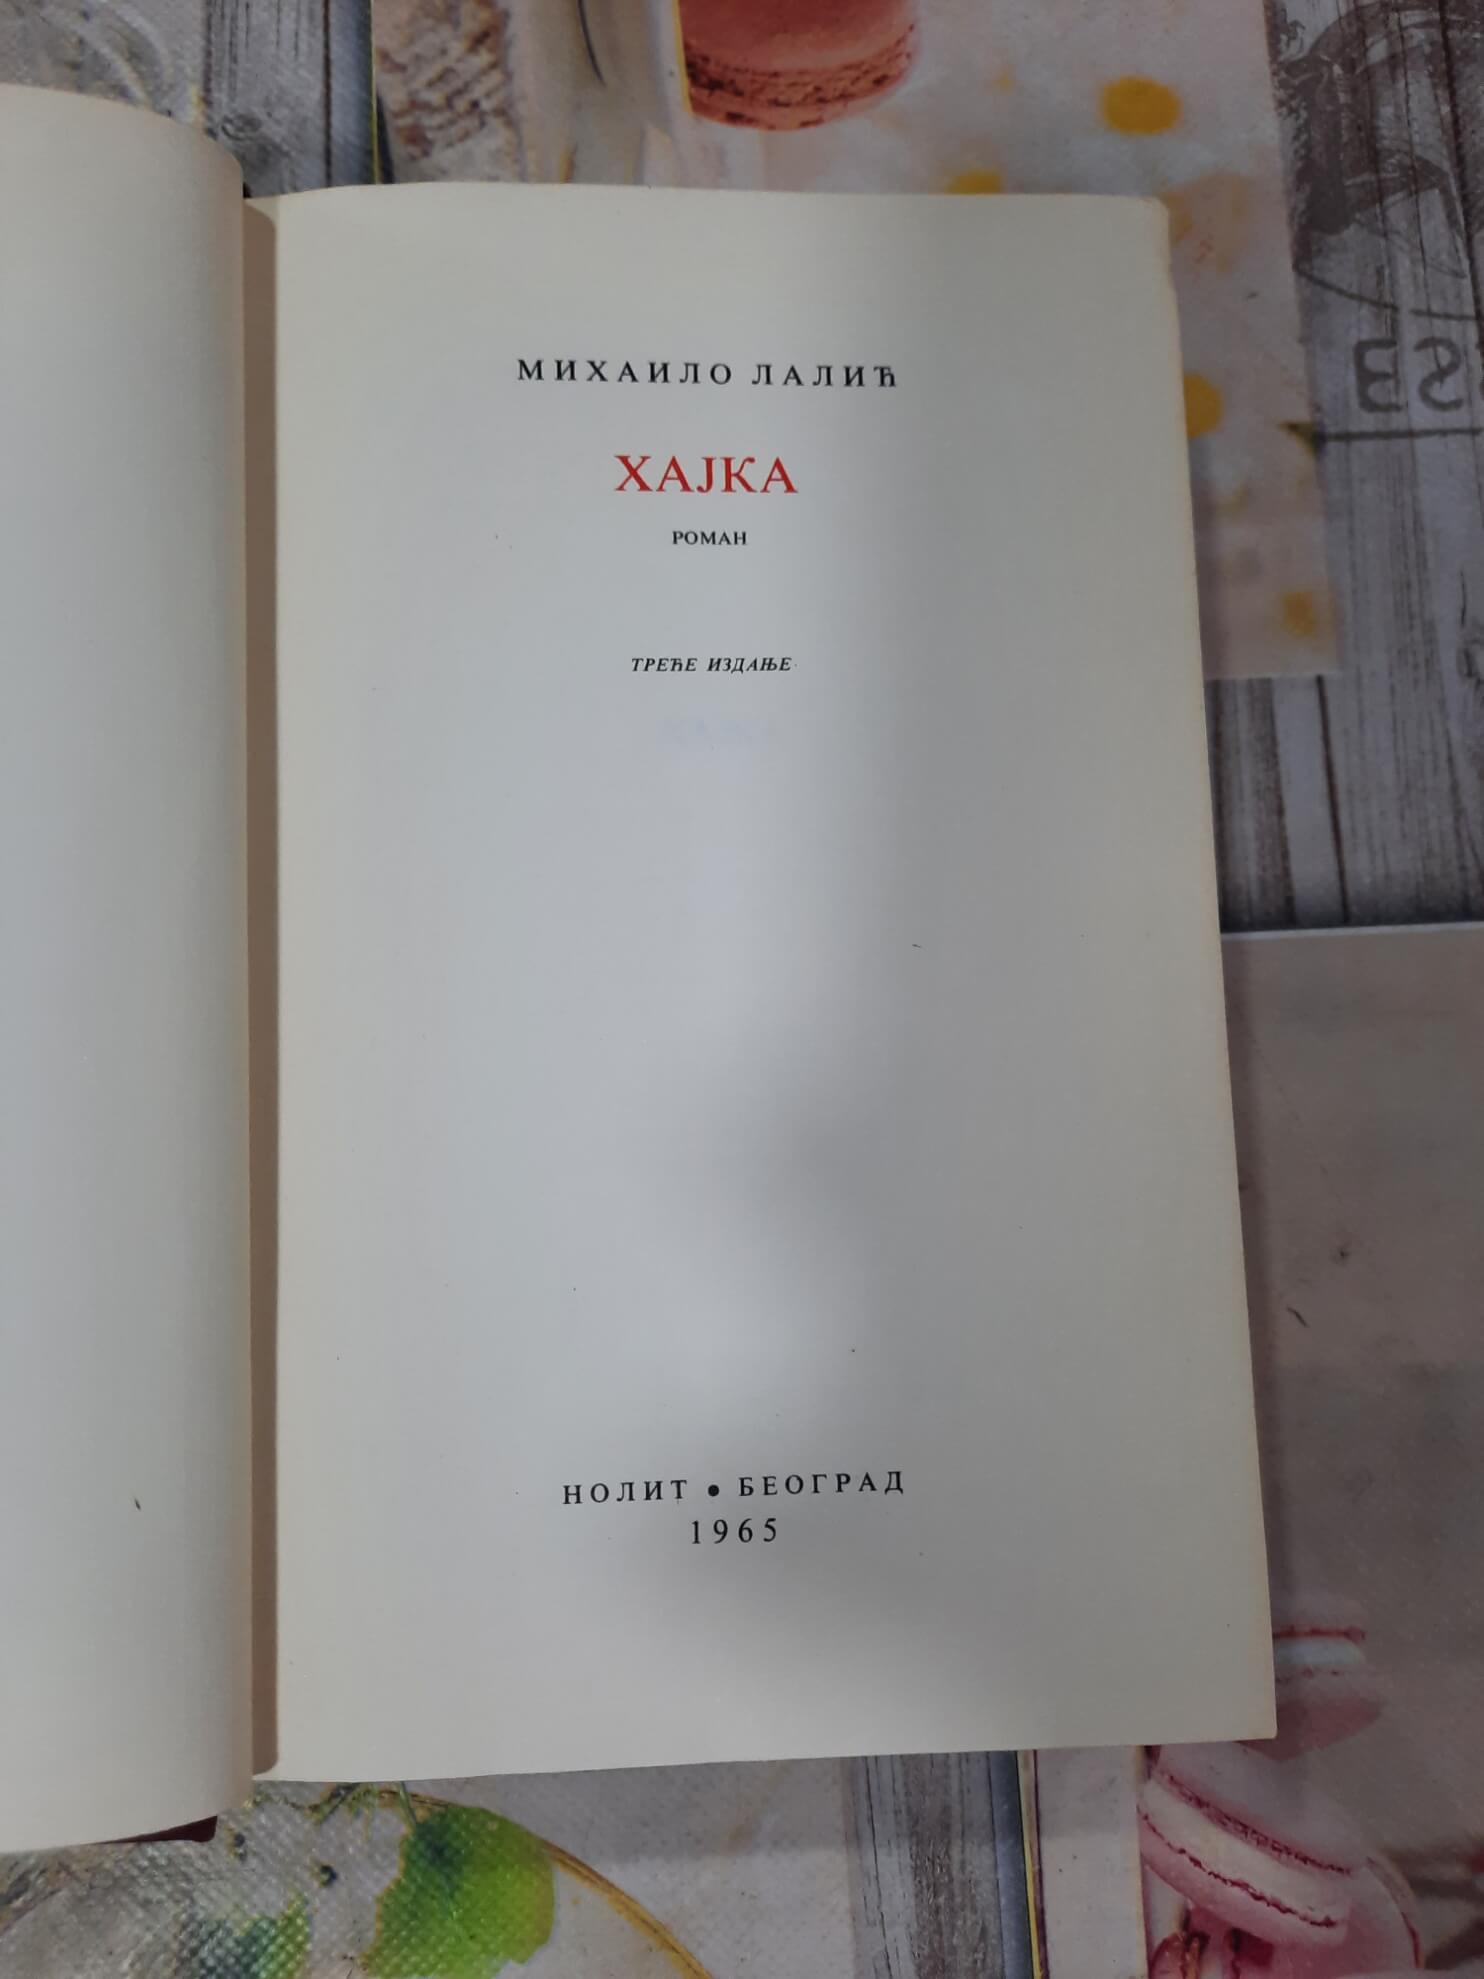 МИХАИЛО ЛАЛИЋ
ХАЈКА
РОМАН
ТРЕЋЕ ИЗДАЊЕ
НОЛИТ • БЕОГРАД
1965